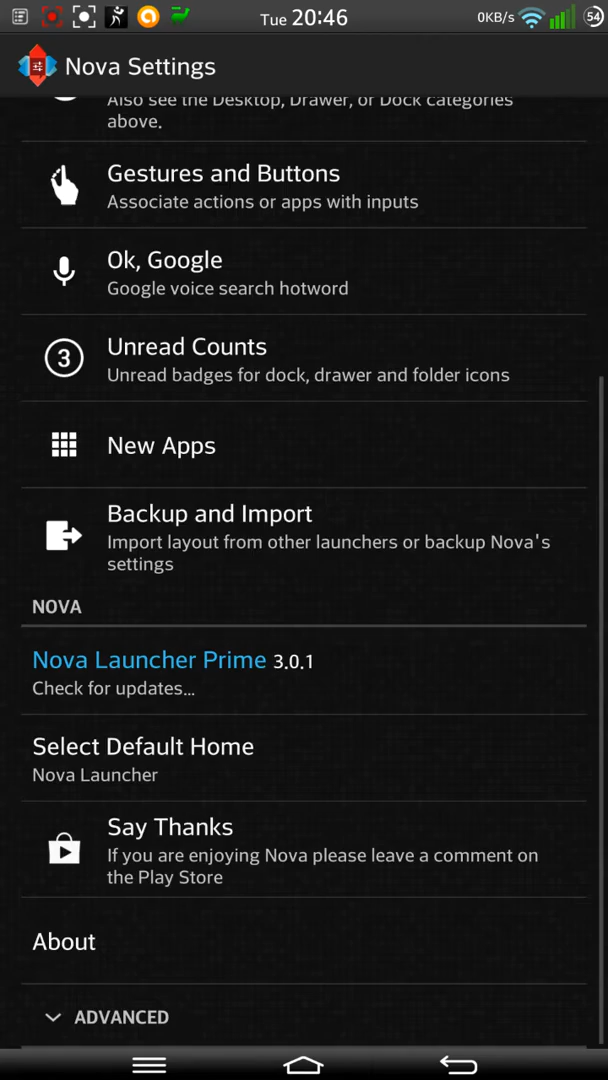 Tue 20:46
0KB/s
54
Nova Settings
Also see the Desktop, Drawer, or Dock categories
above.
Gestures and Buttons
Associate actions or apps with inputs
Ok, Google
Google voice search hotword
3
Unread Counts
Unread badges for dock, drawer and folder icons
New Apps
Backup and Import
Import layout from other launchers or backup Nova's
settings
NOVA
Nova Launcher Prime 3.0.1
Check for updates...
Select Default Home
Nova Launcher
Say Thanks
If you are enjoying Nova please leave a comment on
the Play Store
About
ADVANCED